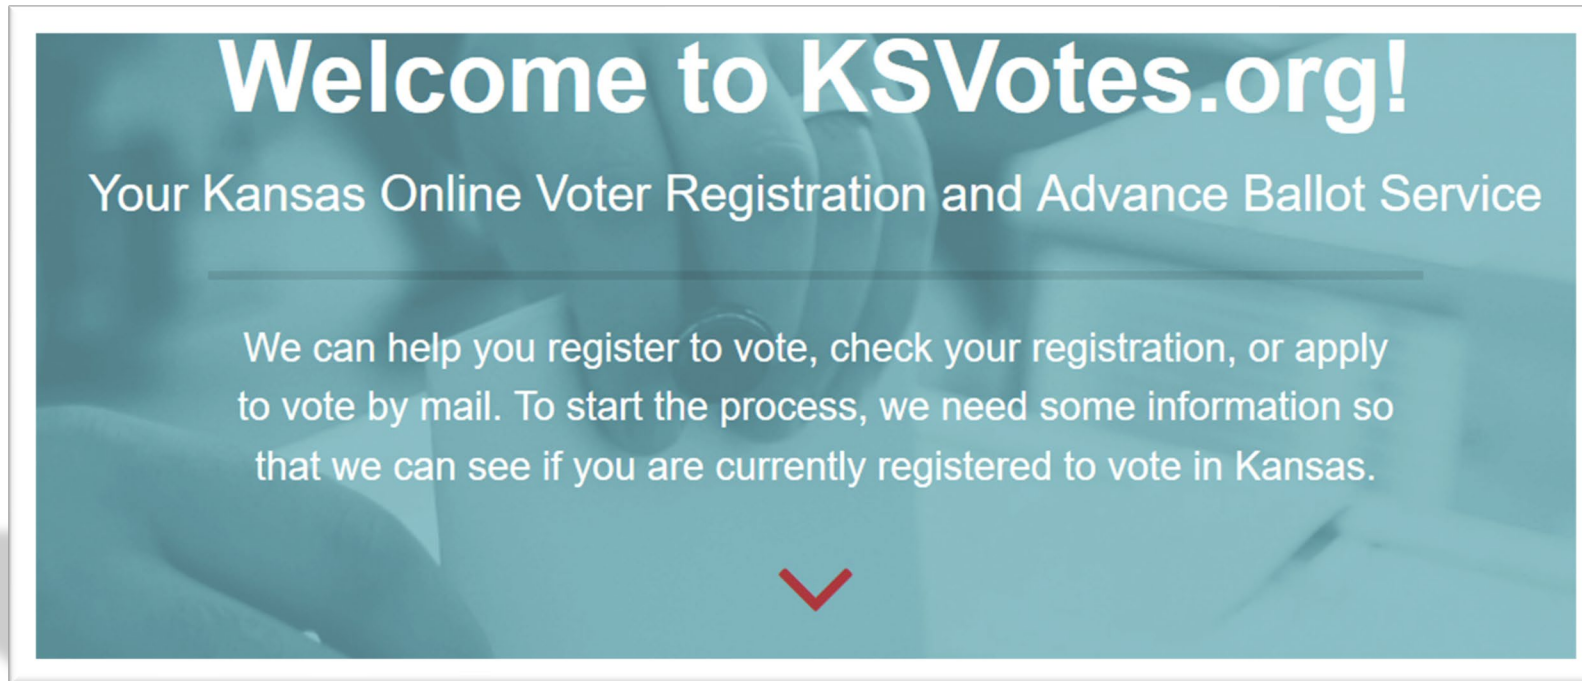 Welcome to KSVotes.org!
Your Kansas Online Voter Registration and Advance Ballot Service
We can help you register to vote, check your registration, or apply
to vote by mail. To start the process, we need some information so
that we can see if you are currently registered to vote in Kansas.